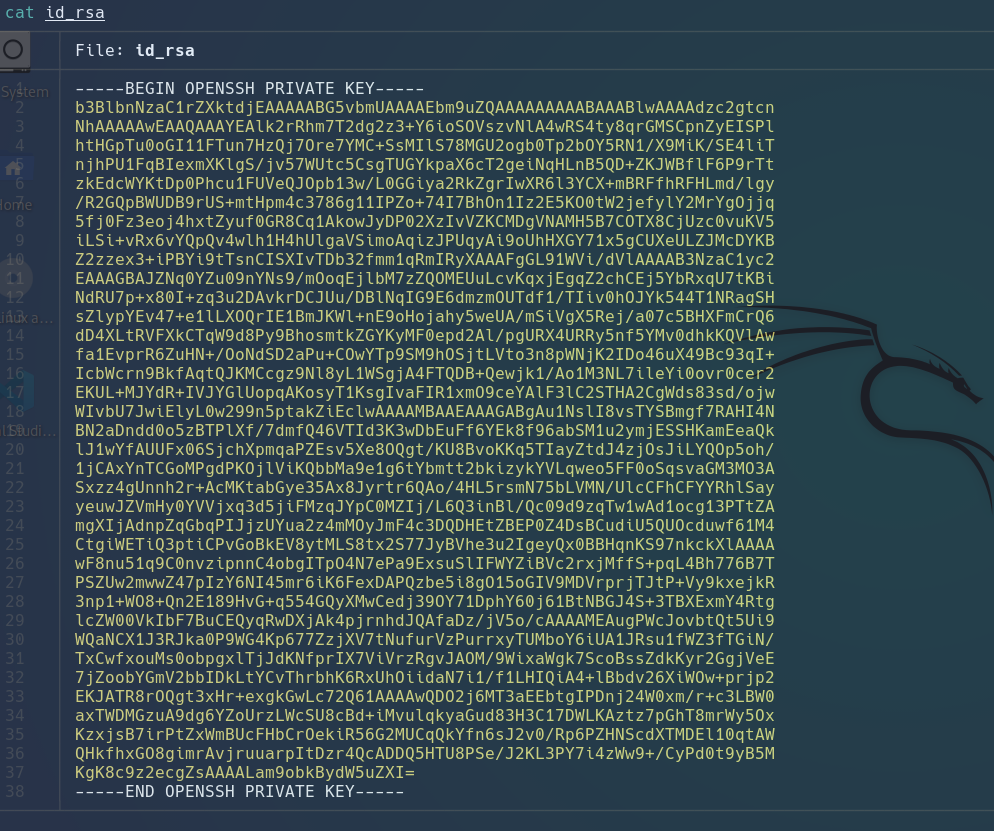 cat id_rsa
File: id_rsa
1 -----BEGIN OPENSSH PRIVATE KEY-----
2 b3BlbnNzaC1rZXktdjEAAAAABG5vbmUAAAAEbm9uZQAAAAAAAAABAAABlwAAAAdzc2gtcn
3 NhAAAAAwEAAQAAAYEAlk2rRhm7T2dg2z3+Y6ioSOVszvNlA4wRS4ty8qrGMSCpnZyEISPl
4 htHGpTu0oGI11FTun7HzQj7Ore7YMC+SsMIlS78MGU2ogb0Tp2bOY5RN1/X9MiK/SE4liT
5 njhPU1FqBIexmXKlgS/jv57WUtc5CsgTUGYkpaX6cT2geiNqHLnB5QD+ZKJWBflF6P9rTt
6 zkEdcWYKtDp0Phcu1FUVeQJOpb13w/L0GGiya2RkZgrIwXR6l3YCX+mBRFfhRFHLmd/lgy
7 /R2GQpBWUDB9rUS+mtHpm4c3786g11IPZo+74I7BhOn1Iz2E5KO0tW2jefylY2MrYgOjjq
8 5fj0Fz3eoj4hxtZyuf0GR8Cq1AkowJyDP02XzIvVZKCMDgVNAMH5B7COTX8CjUzc0vuKV5
9 iLSi+vRx6vYQpQv4wlh1H4hUlgaVSimoAqizJPUqyAi9oUhHXGY71x5gCUXeULZJMcDYKB
10 Z2zzex3+iPBYi9tTsnCISXIvTDb32fmm1qRmIRyXAAAFgGL91WVi/dVlAAAAB3NzaC1yc2
11 EAAAGBAJZNq0YZu09nYNs9/mOoqEjlbM7zZQOMEUuLcvKqxjEgqZ2chCEj5YbRxqU7tKBi
12 NdRU7p+x80I+zq3u2DAvkrDCJUu/DBlNqIG9E6dmzmOUTdf1/TIiv0hOJYk544T1NRagSH
13 sZlypYEv47+e1lLXOQrIE1BmJKWl+nE9oHojahy5weUA/mSiVgX5Rej/a07c5BHXFmCrQ6
14 dD4XLtRVFXkCTqW9d8Py9BhosmtkZGYKyMF0epd2Al/pgURX4URRy5nf5YMv0dhkKQVlAw
15 fa1EvprR6ZuHN+/OoNdSD2aPu+COwYTp9SM9hOSjtLVto3n8pWNjK2IDo46uX49Bc93qI+
16 IcbWcrn9BkfAqtQJKMCcgz9Nl8yL1WSgjA4FTQDB+Qewjk1/Ao1M3NL7ileYi0ovr0cer2
17 EKUL+MJYdR+IVJYGlUopqAKosyT1KsgIvaFIR1xmO9ceYAlF3lC2STHA2CgWds83sd/ojw
18 WIvbU7JwiElyL0w299n5ptakZiEclwAAAAMBAAEAAAGABgAu1NslI8vsTYSBmgf7RAHI4N
19 BN2aDndd0o5zBTPlXf/7dmfQ46VTId3K3wDbEuFf6YEk8f96abSM1u2ymjESSHKamEeaQk
20 lJ1wYfAUUFx06SjchXpmqaPZEsv5Xe8OQgt/KU8BvoKKq5TIayZtdJ4zjOsJiLYQOp5oh/
21 1jCAxYnTCGoMPgdPKOjlViKQbbMa9e1g6tYbmtt2bkizykYVLqweo5FF0oSqsvaGM3MO3A
22 Sxzz4gUnnh2r+AcMKtabGye35Ax8Jyrtr6QAo/4HL5rsmN75bLVMN/UlcCFhCFYYRhlSay
23 yeuwJZVmHy0YVVjxq3d5jiFMzqJYpC0MZIj/L6Q3inBl/Qc09d9zqTw1wAd1ocg13PTtZA
24 mgXIjAdnpZqGbqPIJjzUYua2z4mMOyJmF4c3DQDHEtZBEP0Z4DsBCudiU5QUOcduwf61M4
25 CtgiWETiQ3ptiCPvGoBkEV8ytMLS8tx2S77JyBVhe3u2IgeyQx0BBHqnKS97nkckXlAAAA
26 wF8nu51q9C0nvzipnnC4obgITpO4N7ePa9ExsuSlIFWYZiBVc2rxjMffS+pqL4Bh776B7T
27 PSZUw2mwwZ47pIzY6NI45mr6iK6FexDAPQzbe5i8gO15oGIV9MDVrprjTJtP+Vy9kxejkR
28 3np1+WO8+Qn2E189HvG+q554GQyXMwCedj39OY71DphY60j61BtNBGJ4S+3TBXExmY4Rtg
29 lcZW00VkIbF7BuCEQyqRwDXjAk4pjrnhdJQAfaDz/jV5o/cAAAAMEAugPWcJovbtQt5Ui9
30 WQaNCX1J3RJka0P9WG4Kp677ZzjXV7tNufurVzPurrxyTUMboY6iUA1JRsu1fWZ3fTGiN/
31 TxCwfxouMs0obpgxlTjJdKNfprIX7ViVrzRgvJAOM/9WixaWgk7ScoBssZdkKyr2GgjVeE
32 7jZoobYGmV2bbIDkLtYCvThrbhK6RxUhOiidaN7i1/f1LHIQiA4+lBbdv26XiWOw+prjp2
33 EKJATR8rOQgt3xHr+exgkGwLc72Q61AAAAwQDO2j6MT3aEEbtgIPDnj24W0xm/r+c3LBW0
34 axTWDMGzuA9dg6YZoUrzLWcSU8cBd+iMvulqkyaGud83H3C17DWLKAztz7pGhT8mrWy5Ox
35 KzxjsB7irPtZxWmBUcFHbCrOekiR56G2MUCqQkYfn6sJ2v0/Rp6PZHNScdXTMDEl10qtAW
36 QHkfhxGO8gimrAvjruuarpItDzr4QcADDQ5HTU8PSe/J2KL3PY7i4zWw9+/CyPd0t9yB5M
37 KgK8c9z2ecgZsAAAALam9obkBydW5uZXI=
38 -----END OPENSSH PRIVATE KEY-----